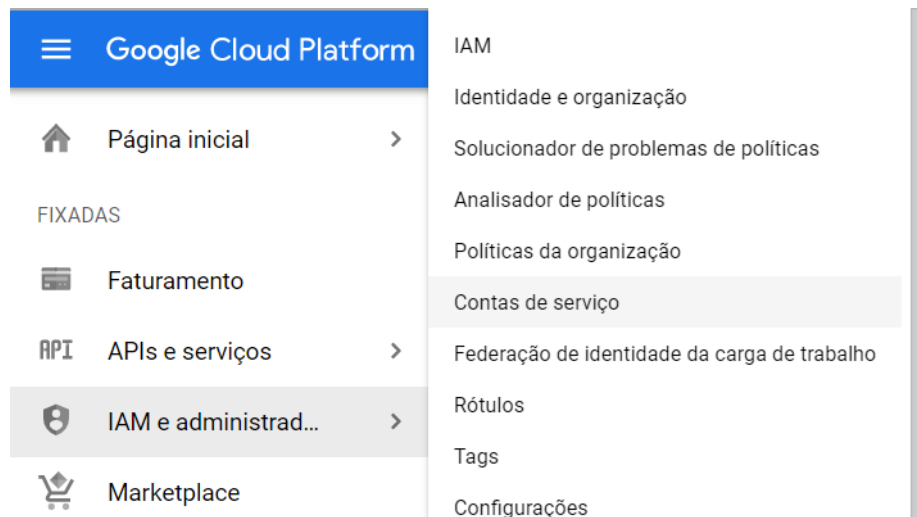 Google Cloud Platform
Página inicial
FIXADAS
Faturamento
API APIs e serviços
IAM e administrad...
Marketplace
IAM
Identidade e organização
Solucionador de problemas de políticas
Analisador de políticas
Políticas da organização
Contas de serviço
Federação de identidade da carga de trabalho
Rótulos
Tags
Configurações